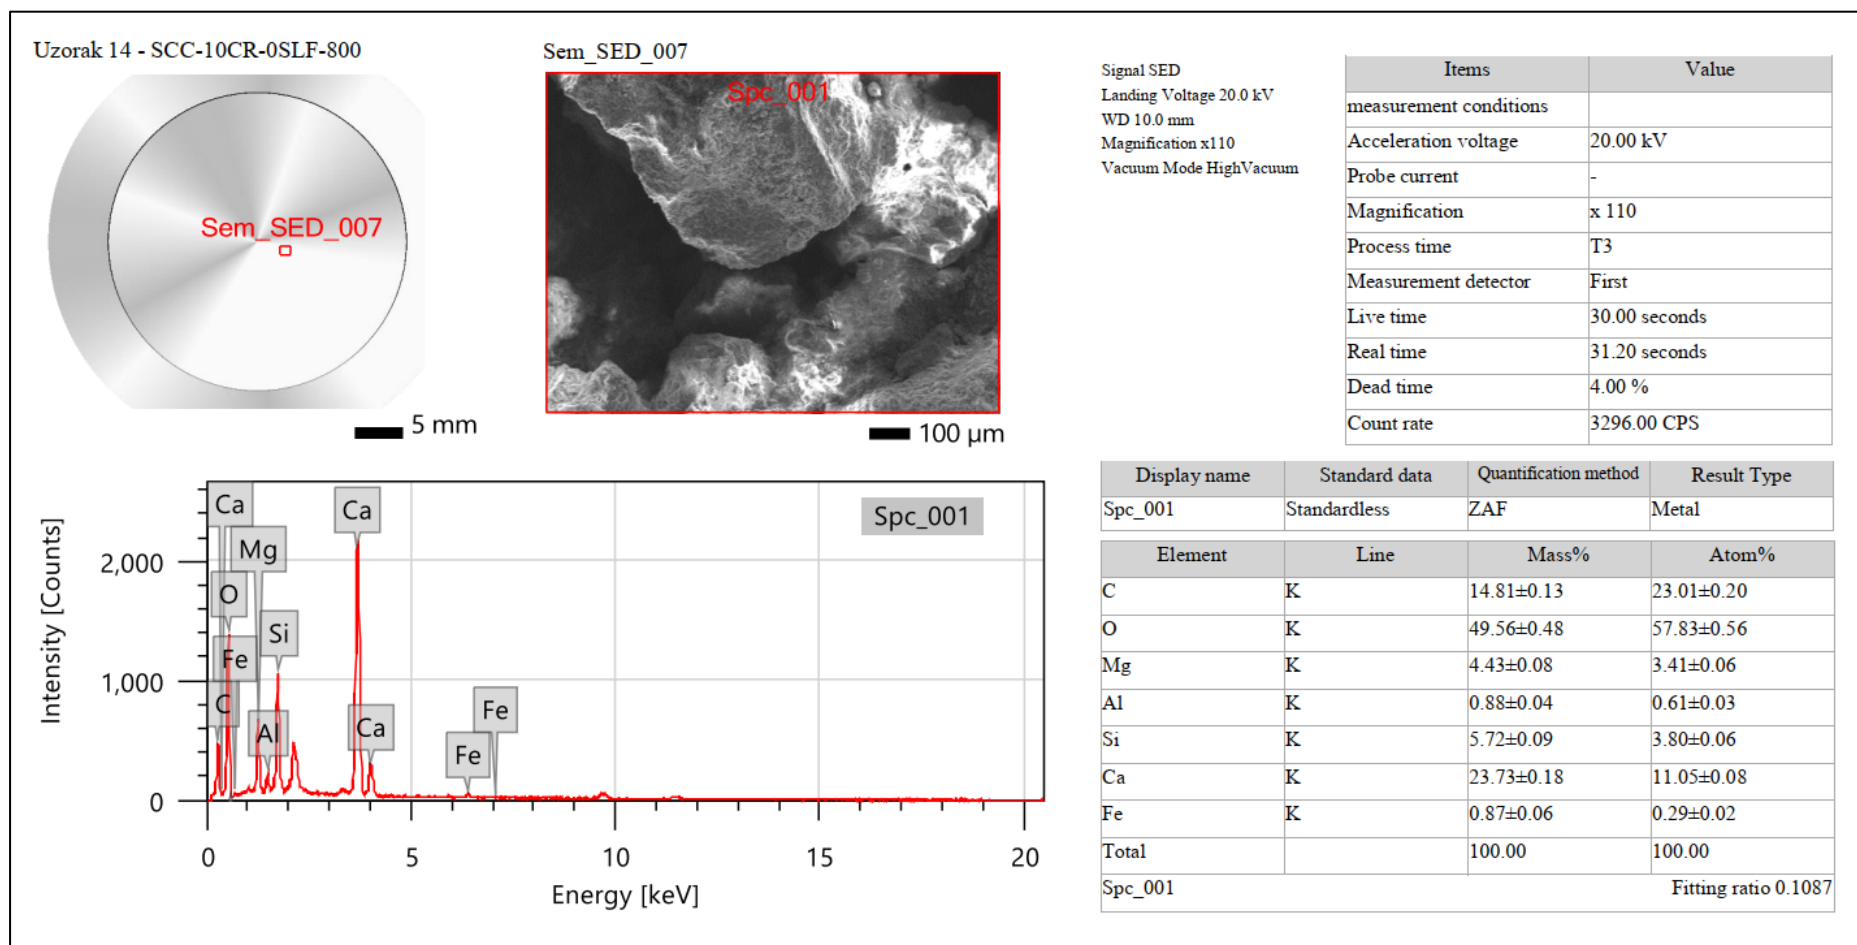 Uzorak 14 - SCC-10CR-0SLF-800
Sem_SED_007
5 mm
Sem_SED_007
Spc_001
100 µm
Signal SED
Landing Voltage 20.0 kV
WD 10.0 mm
Magnification x110
Vacuum Mode HighVacuum
Items Value
measurement conditions
Acceleration voltage 20.00 kV
Probe current -
Magnification x 110
Process time T3
Measurement detector First
Live time 30.00 seconds
Real time 31.20 seconds
Dead time 4.00 %
Count rate 3296.00 CPS
Intensity [Counts]
2,000
1,000
0
Ca
O
Fe
C
Mg
Al
Si
Ca
Ca
Fe
Fe
Spc_001
0 5 10 15 20
Energy [keV]
Display name Standard data Quantification method Result Type
Spc_001 Standardless ZAF Metal
Element Line Mass% Atom%
C K 14.81±0.13 23.01±0.20
O K 49.56±0.48 57.83±0.56
Mg K 4.43±0.08 3.41±0.06
Al K 0.88±0.04 0.61±0.03
Si K 5.72±0.09 3.80±0.06
Ca K 23.73±0.18 11.05±0.08
Fe K 0.87±0.06 0.29±0.02
Total 100.00 100.00
Spc_001 Fitting ratio 0.1087